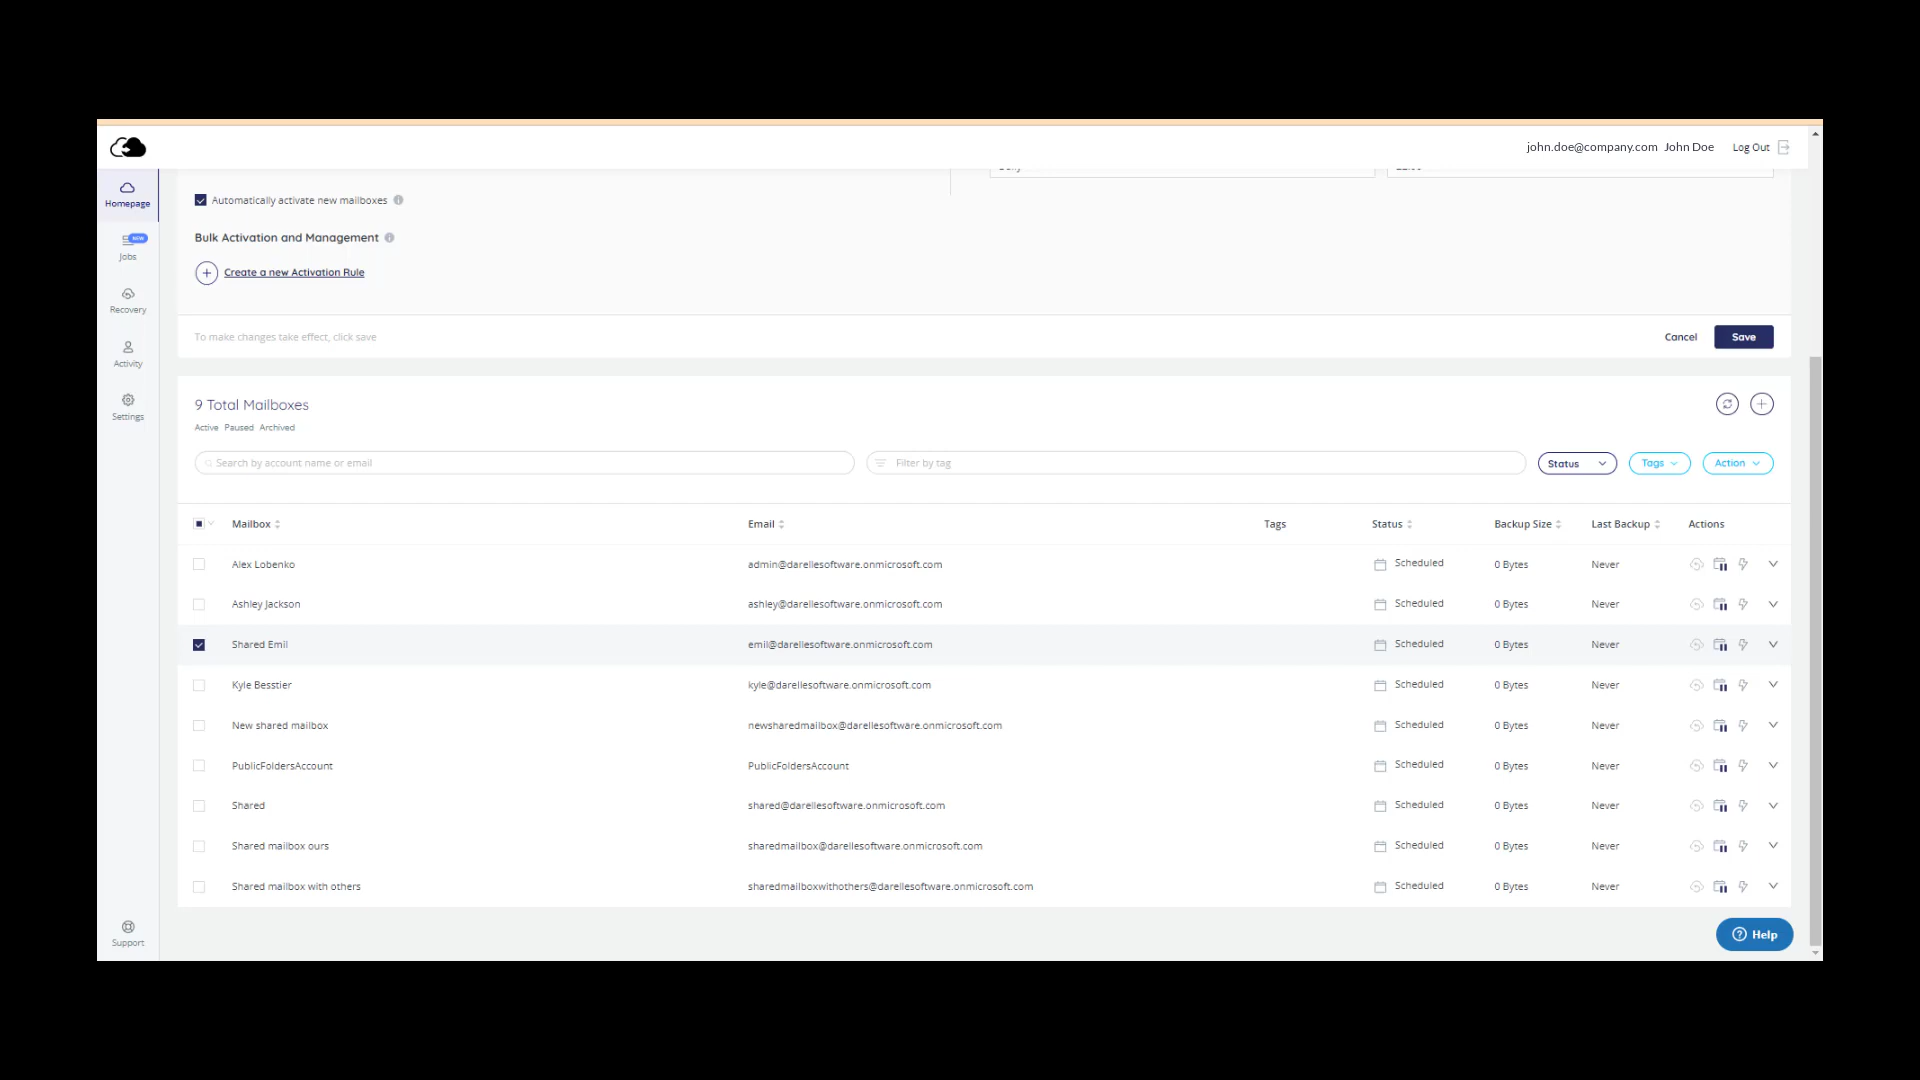 john.doe@company.com John Doe Log Out
Homepage
NEW
Jobs
Recovery
Activity
Settings
Support
Automatically activate new mailboxes
Bulk Activation and Management
Create a new Activation Rule
To make changes take effect, click save
Cancel Save
9 Total Mailboxes
Active Paused Archived
Search by account name or email Filter by tag Status Tags Action
Mailbox Email Tags Status Backup Size Last Backup Actions
Alex Lobenko admin@darellesoftware.onmicrosoft.com Scheduled 0 Bytes Never
Ashley Jackson ashley@darellesoftware.onmicrosoft.com Scheduled 0 Bytes Never
Shared Emil emil@darellesoftware.onmicrosoft.com Scheduled 0 Bytes Never
Kyle Besstier kyle@darellesoftware.onmicrosoft.com Scheduled 0 Bytes Never
New shared mailbox newsharedmailbox@darellesoftware.onmicrosoft.com Scheduled 0 Bytes Never
PublicFoldersAccount PublicFoldersAccount Scheduled 0 Bytes Never
Shared shared@darellesoftware.onmicrosoft.com Scheduled 0 Bytes Never
Shared mailbox ours sharedmailbox@darellesoftware.onmicrosoft.com Scheduled 0 Bytes Never
Shared mailbox with others sharedmailboxwithothers@darellesoftware.onmicrosoft.com Scheduled 0 Bytes Never
Help